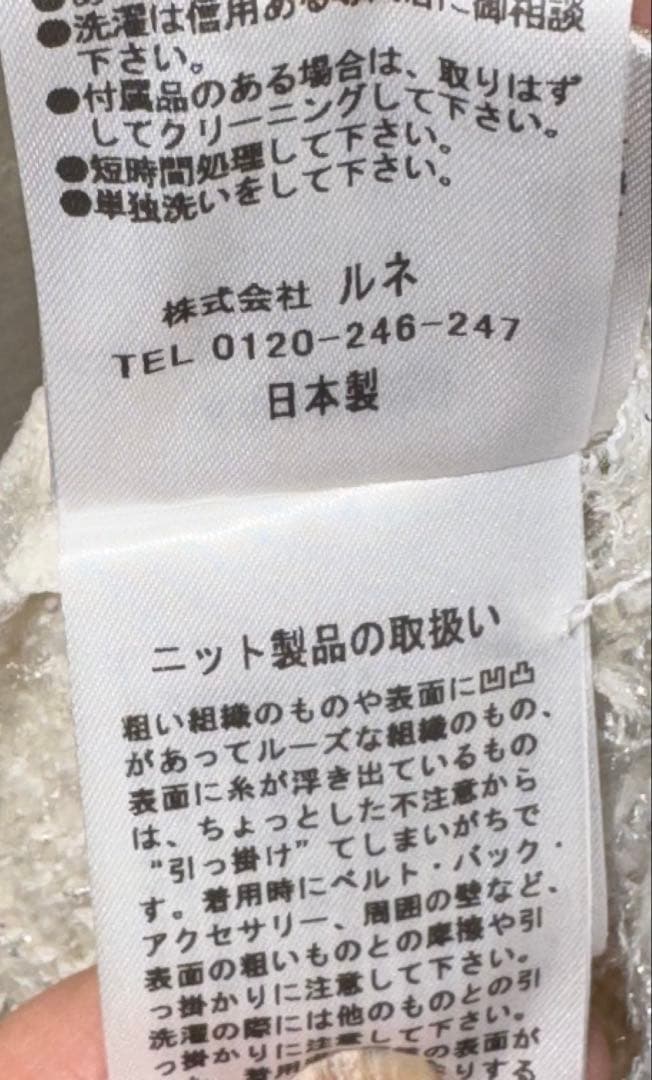 ●洗濯は信用あるお店に御相談
下さい。
●付属品のある場合は、取りはず
してクリーニングして下さい。
●短時間処理して下さい。
●単独洗いをして下さい。
株式会社 ルネ
TEL 0120-246-247
日本製
ニット製品の取扱い
粗い組織のものや表面に凹凸
があってルーズな組織のもの、
表面に糸が浮き出ているもの
は、ちょっとした不注意から
“引っ掛け”てしまいがちで
す。着用時にベルト・バック・
アクセサリー、周囲の壁など、
表面の粗いものとの摩擦や引
っ掛かりに注意して下さい。
洗濯の際には他のものとの引
っ掛かりに注意して下さい。
の表面が
りする